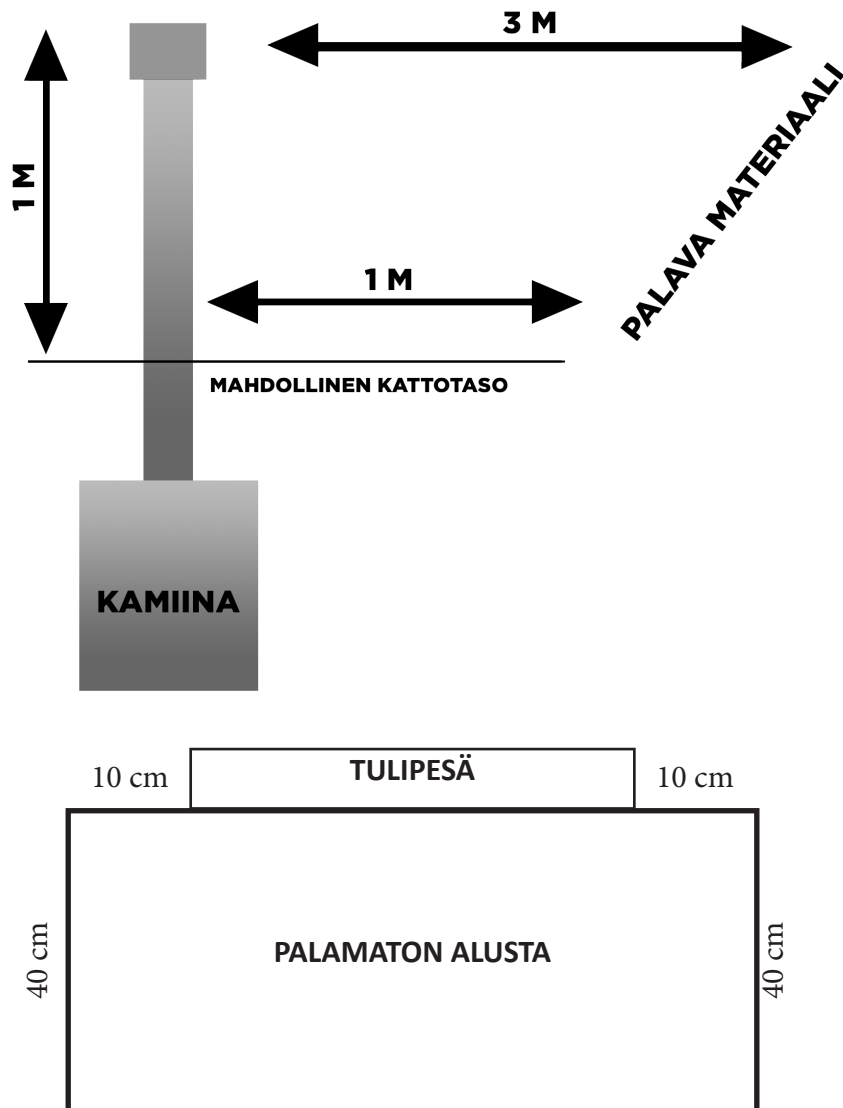 3 M
1 M
PALAVA MATERIAALI
1 M
MAHDOLLINEN KATTOTASO
KAMIINA
10 cm
TULIPESÄ
10 cm
40 cm
PALAMATON ALUSTA
40 cm